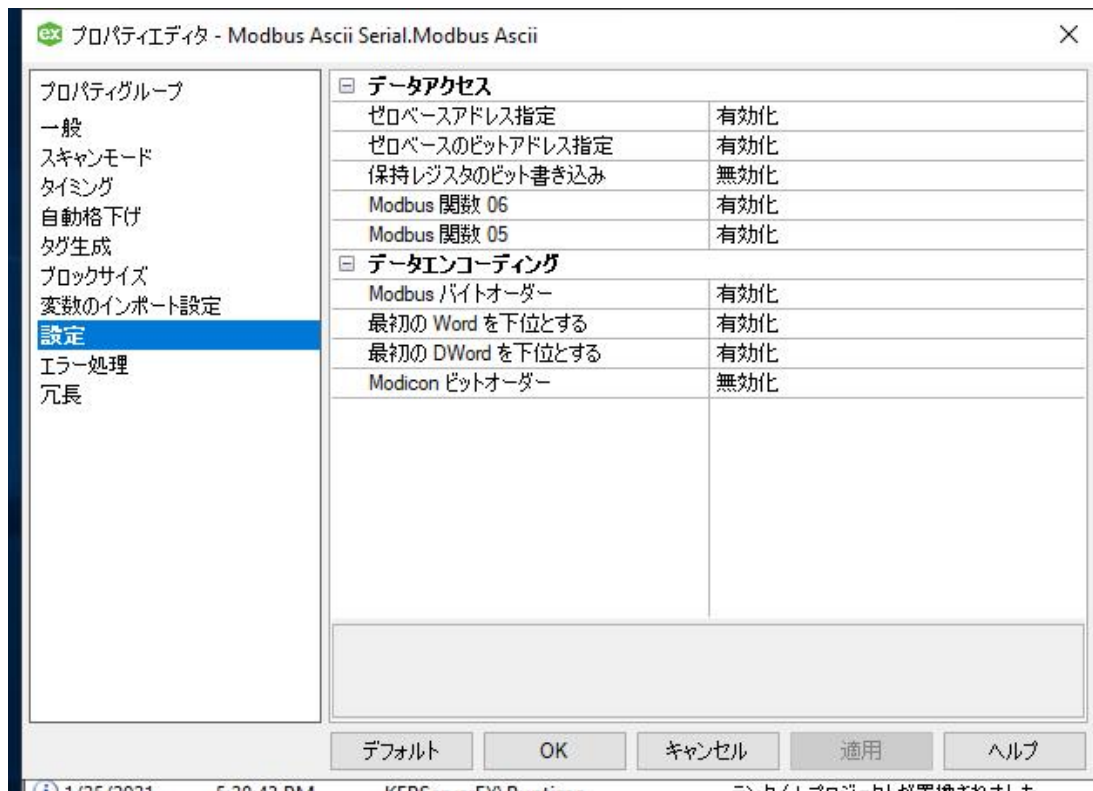 ex プロパティエディタ - Modbus Ascii Serial.Modbus Ascii
プロパティグループ
一般
スキャンモード
タイミング
自動格下げ
タグ生成
ブロックサイズ
変数のインポート設定
設定
エラー処理
冗長
データアクセス
ゼロベースアドレス指定 有効化
ゼロベースのビットアドレス指定 有効化
保持レジスタのビット書き込み 無効化
Modbus 関数 06 有効化
Modbus 関数 05 有効化
データエンコーディング
Modbus バイトオーダー 有効化
最初の Word を下位とする 有効化
最初の DWord を下位とする 有効化
Modicon ビットオーダー 無効化
デフォルト OK キャンセル 適用 ヘルプ